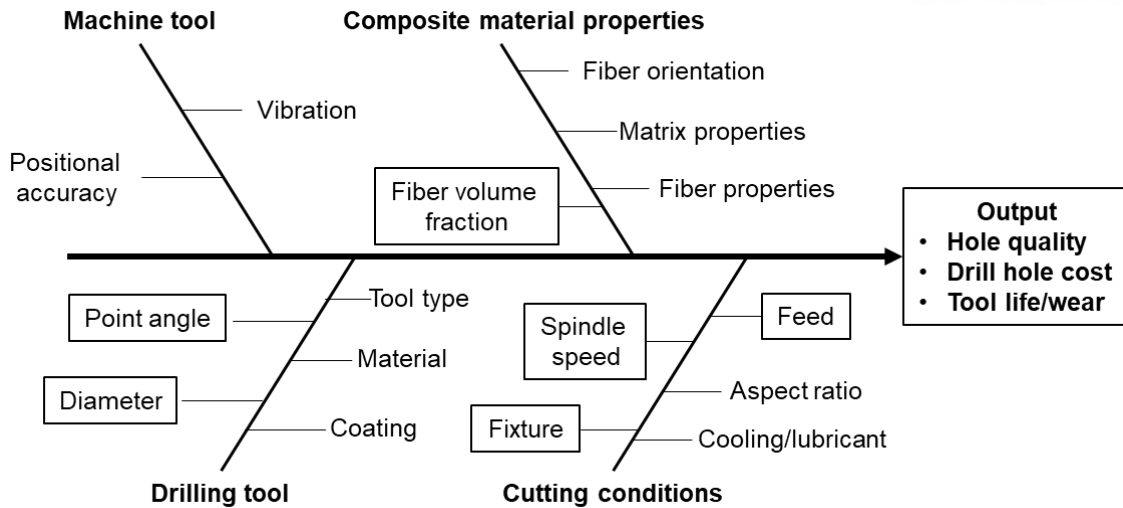 Machine tool
Composite material properties
Fiber orientation
Vibration
Matrix properties
Positional
accuracy
Fiber volume
fraction
Fiber properties
Output
• Hole quality
• Drill hole cost
• Tool life/wear
Tool type
Point angle
Feed
Spindle
speed
Material
Diameter
Aspect ratio
Coating
Fixture
Cooling/lubricant
Drilling tool
Cutting conditions